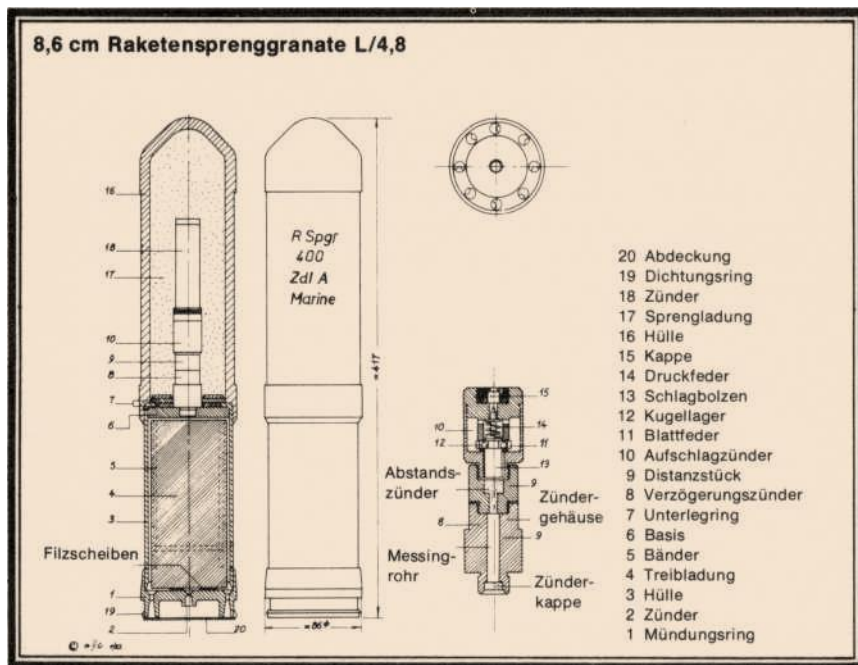 8,6 cm Raketensprenggranate L/4,8
16
18
17
10
9
8
7
6
5
4
3
Filzscheiben
1
19
2
20
R Spgr
400
Zdl A
Marine
≈417
≈86⌀
15
10
14
12
11
13
Abstands-
zünder
9
Zünder-
gehäuse
8
9
Messing-
rohr
Zünder-
kappe
20 Abdeckung
19 Dichtungsring
18 Zünder
17 Sprengladung
16 Hülle
15 Kappe
14 Druckfeder
13 Schlagbolzen
12 Kugellager
11 Blattfeder
10 Aufschlagzünder
9 Distanzstück
8 Verzögerungszünder
7 Unterlegring
6 Basis
5 Bänder
4 Treibladung
3 Hülle
2 Zünder
1 Mündungsring
©